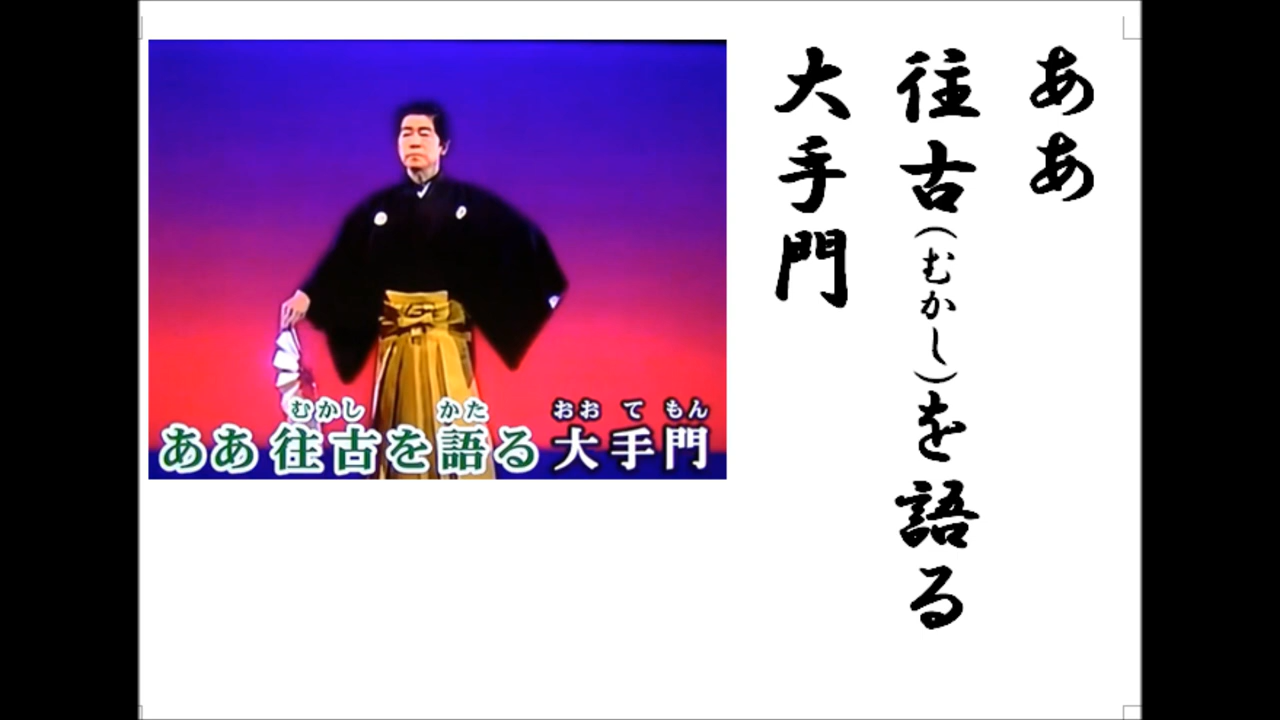 ああ
往古(むかし)を語る
大手門
むかし かた おお て もん
ああ 往古を語る 大手門